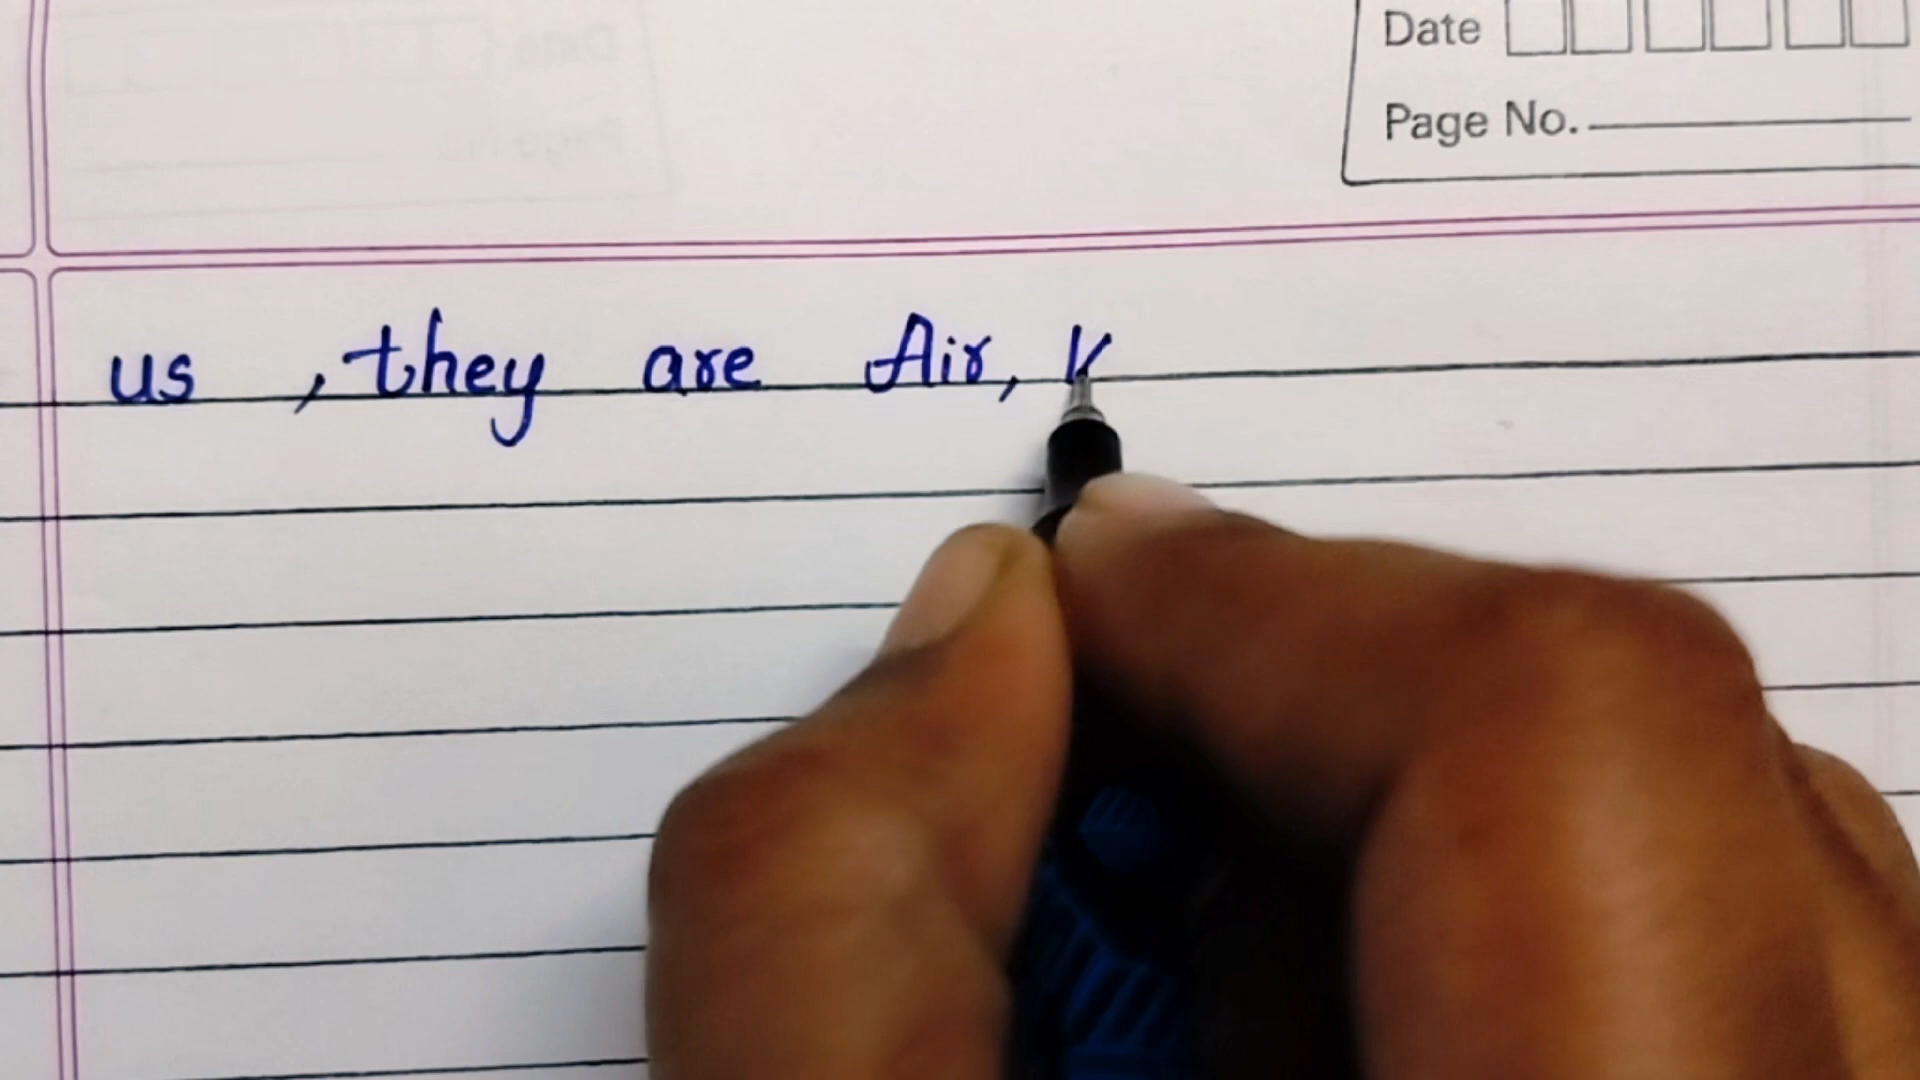 Date
Page No.
us , they are Air,